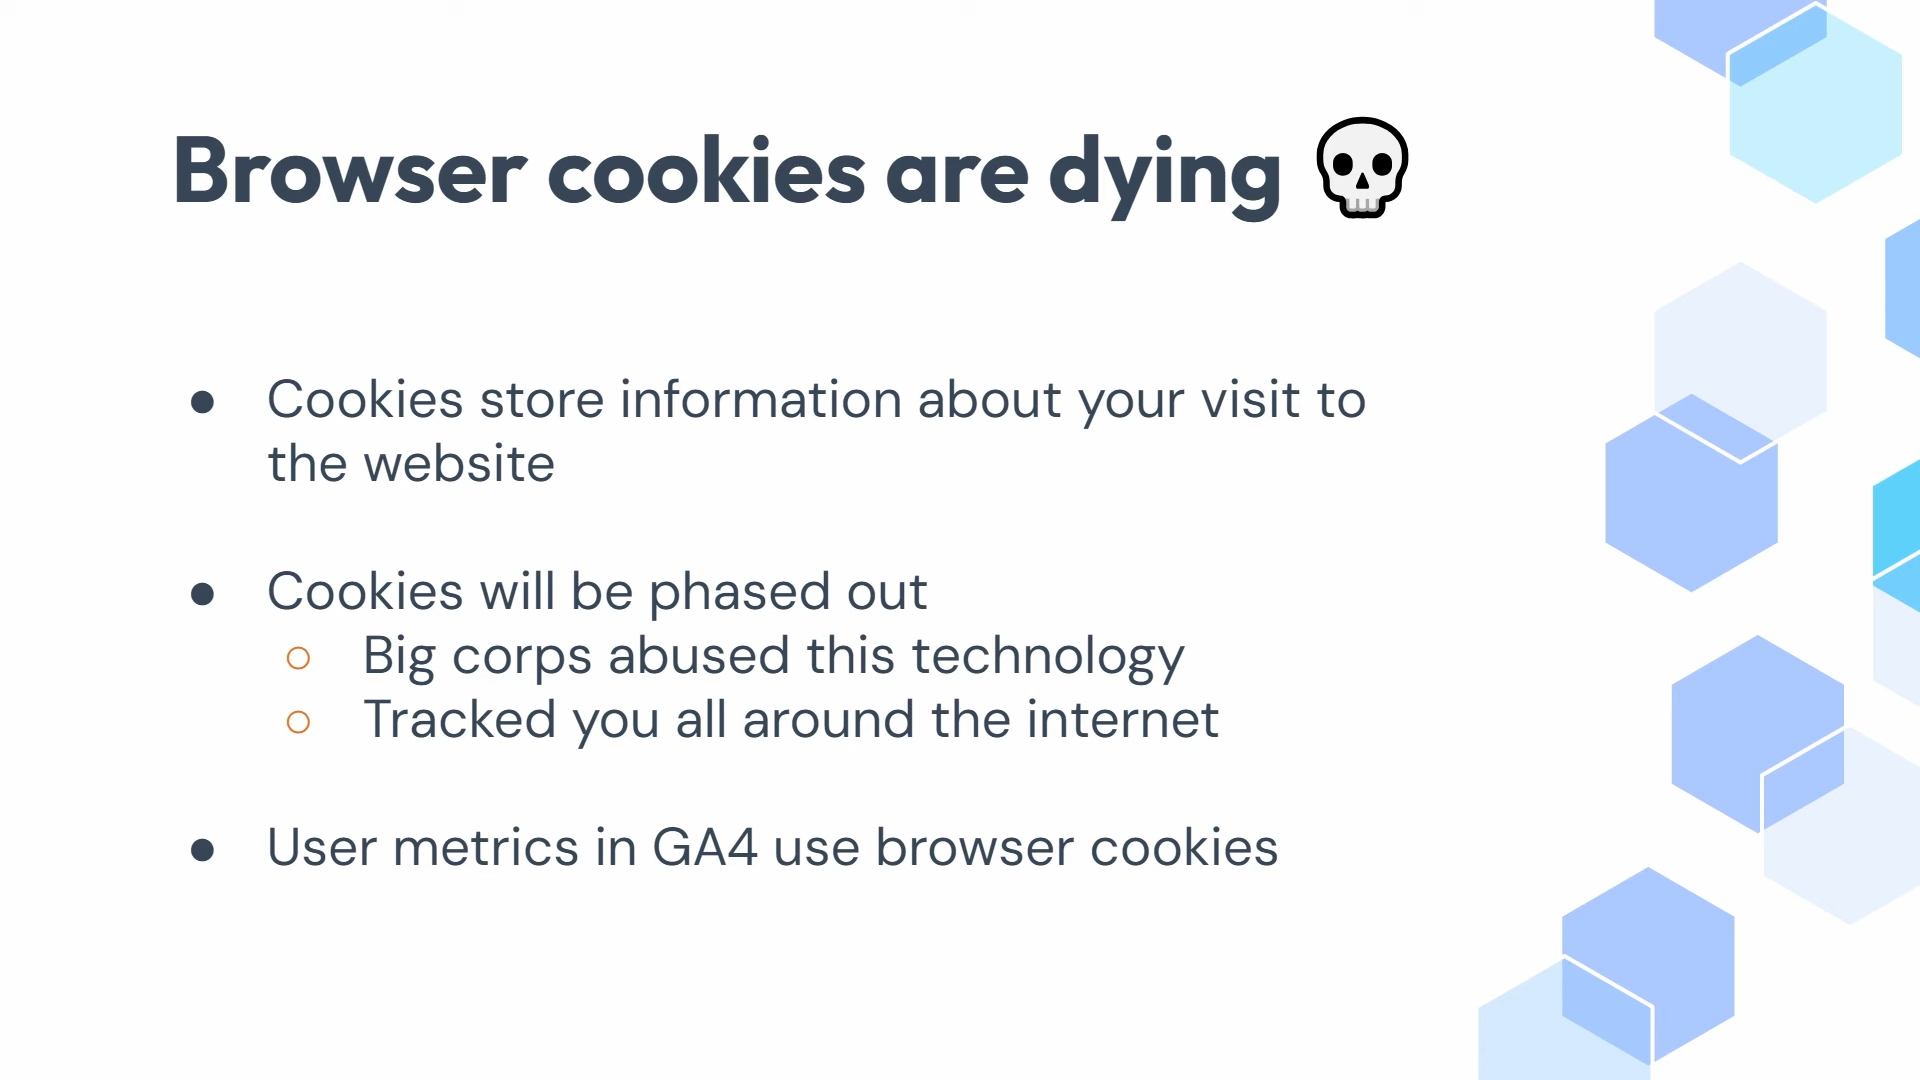 Browser cookies are dying 💀
● Cookies store information about your visit to
the website
● Cookies will be phased out
○ Big corps abused this technology
○ Tracked you all around the internet
● User metrics in GA4 use browser cookies